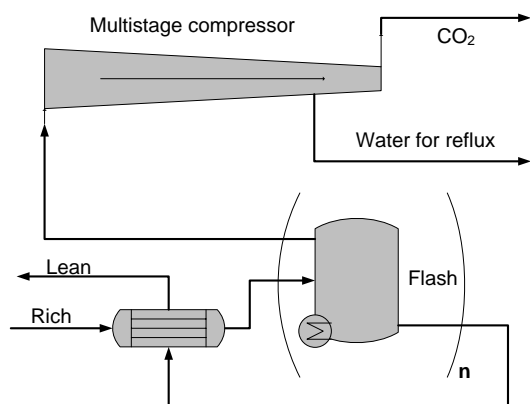 Multistage compressor
CO₂
Water for reflux
Lean
Flash
Rich
n